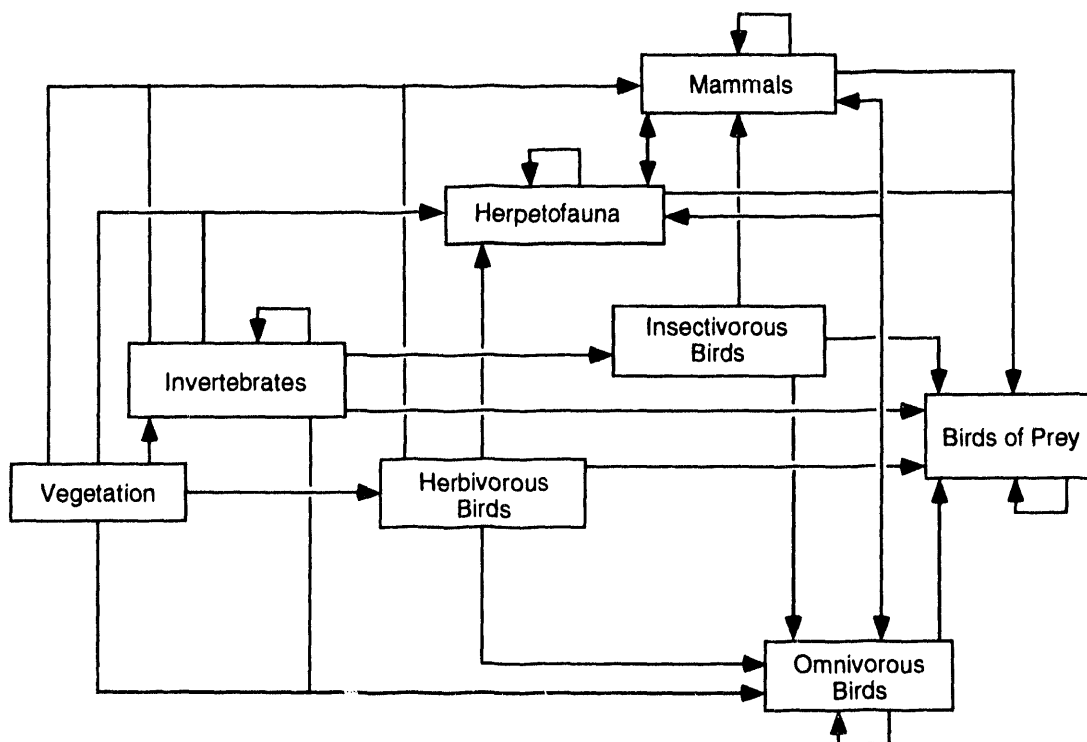 Mammals
Herpetofauna
Insectivorous
Birds
Invertebrates
Birds of Prey
Vegetation
Herbivorous
Birds
Omnivorous
Birds